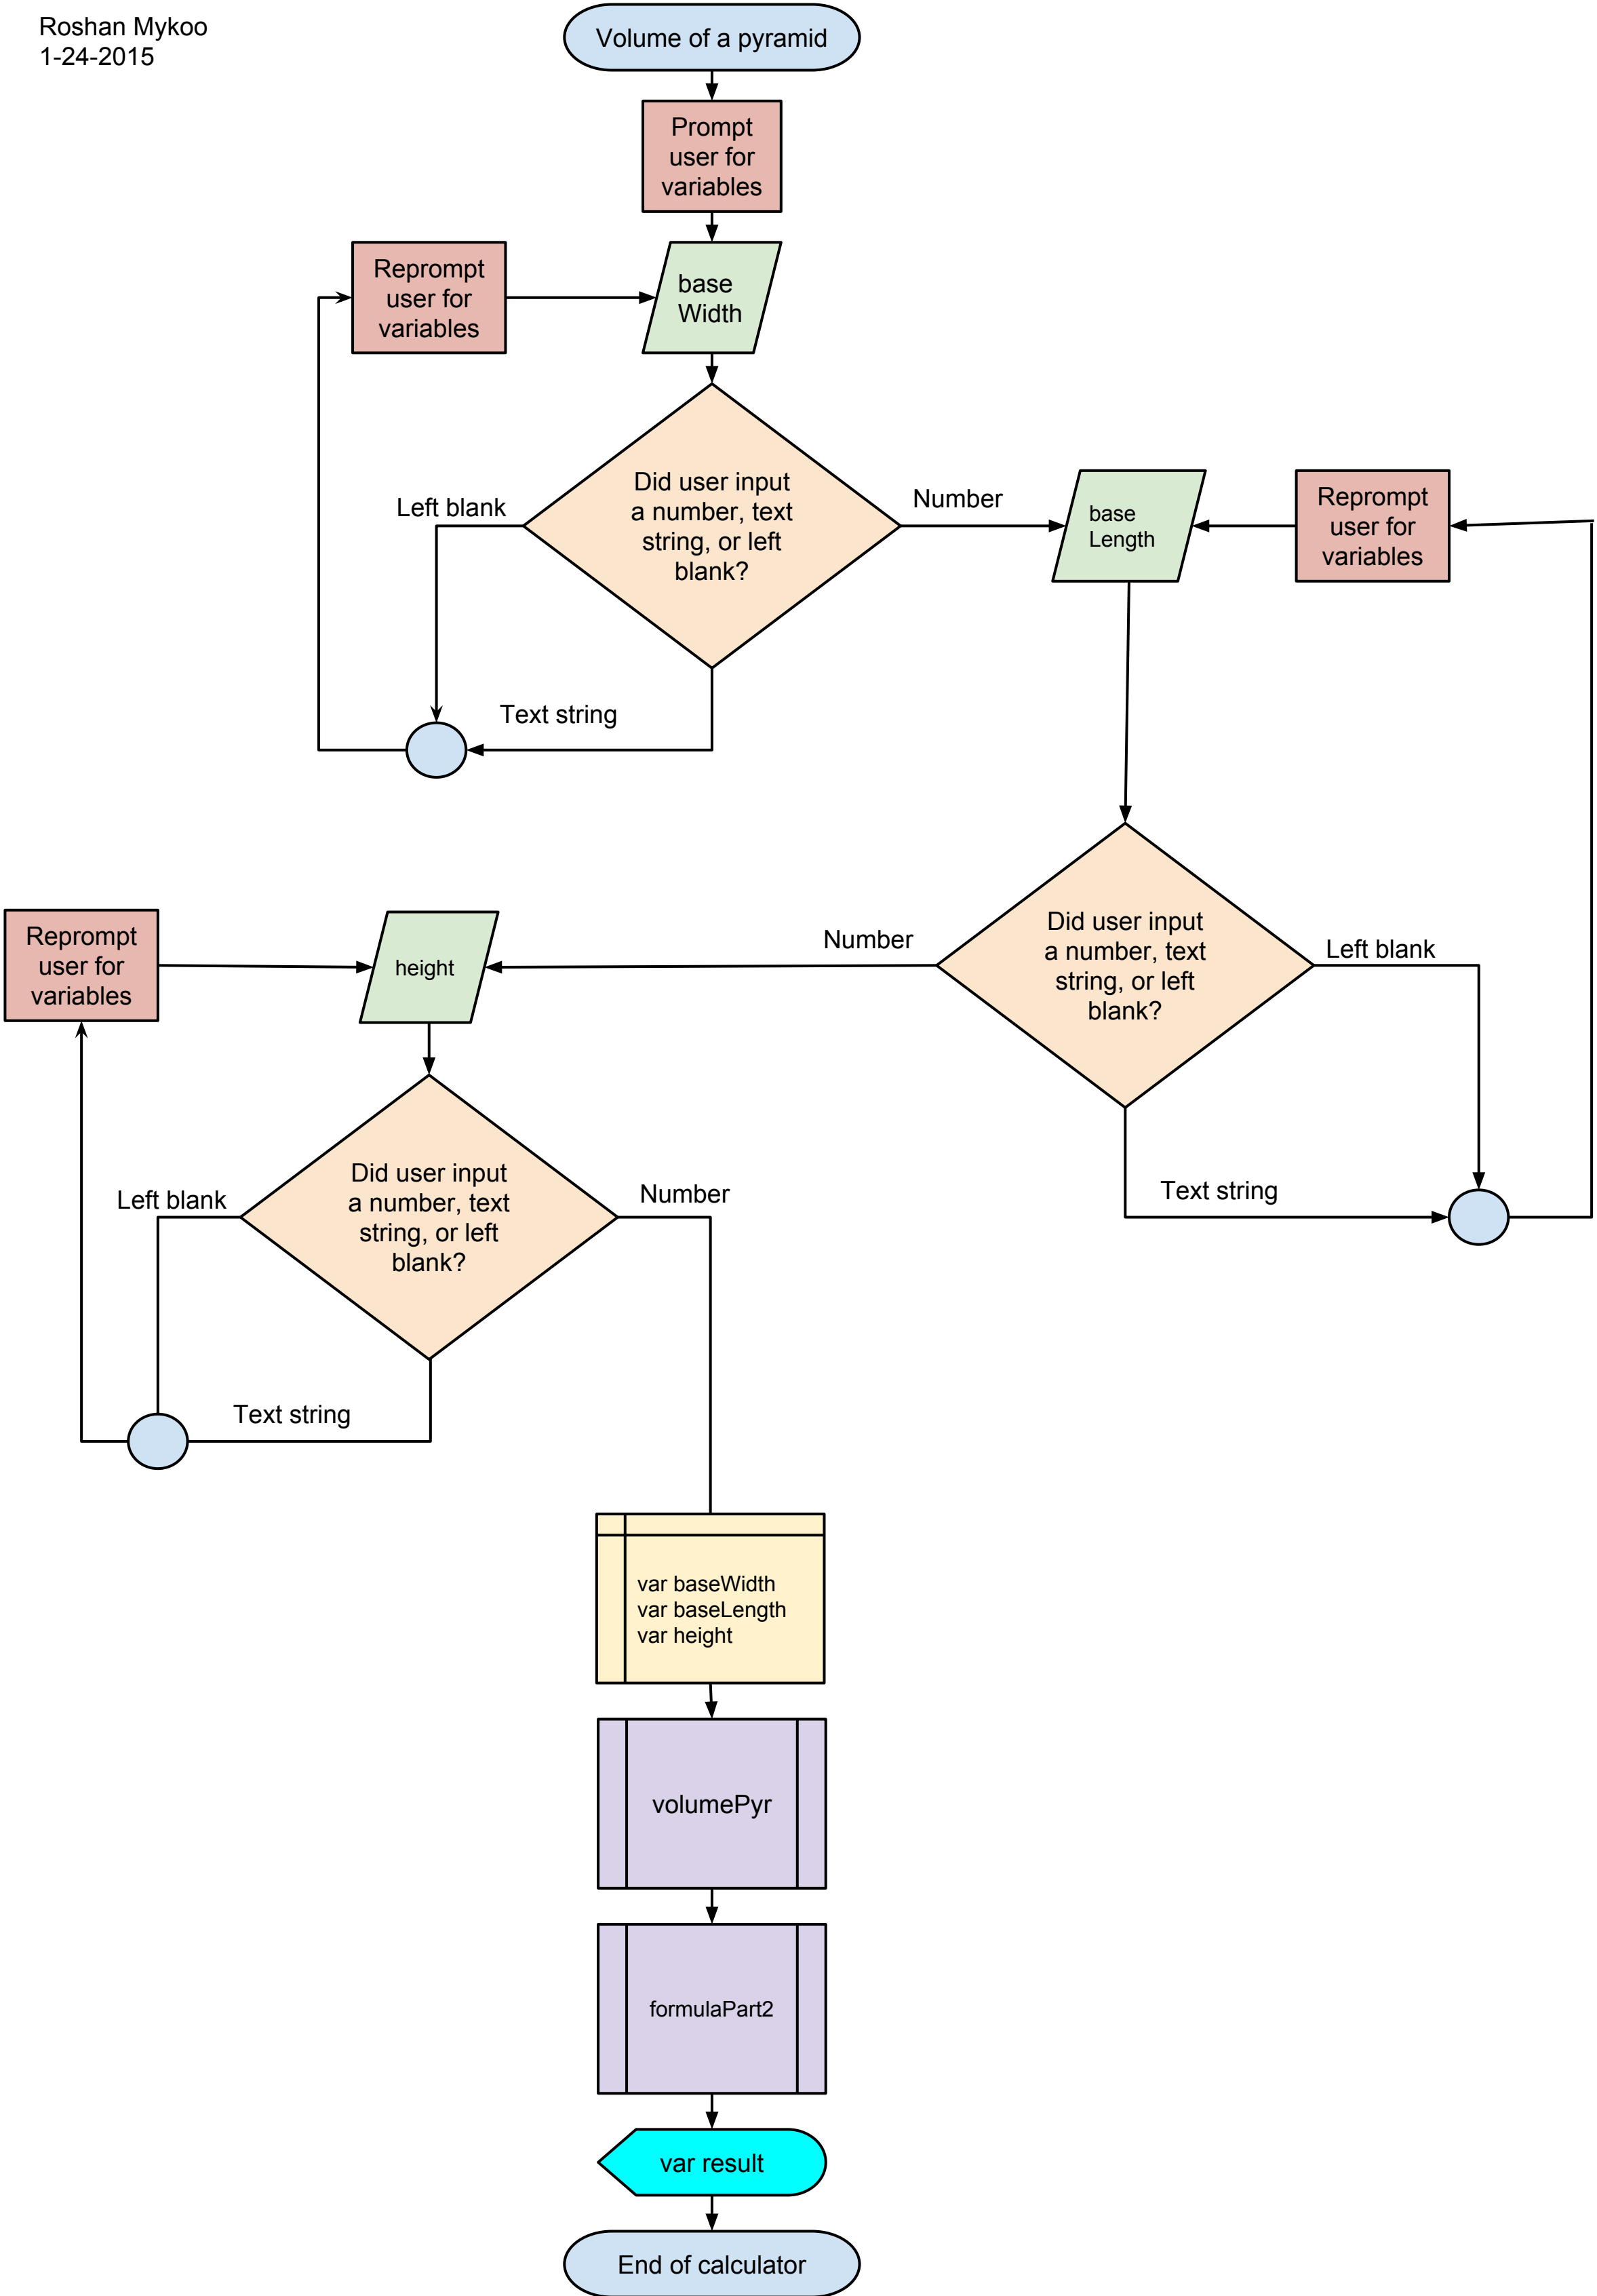 Roshan Mykoo
1-24-2015
Volume of a pyramid
Prompt
user for
variables
Reprompt
user for
variables
base
Width
Did user input
a number, text
string, or left
blank?
Left blank
Number
Text string
base
Length
Reprompt
user for
variables
Did user input
a number, text
string, or left
blank?
Number
Left blank
Text string
Reprompt
user for
variables
height
Did user input
a number, text
string, or left
blank?
Left blank
Number
Text string
var baseWidth
var baseLength
var height
volumePyr
formulaPart2
var result
End of calculator